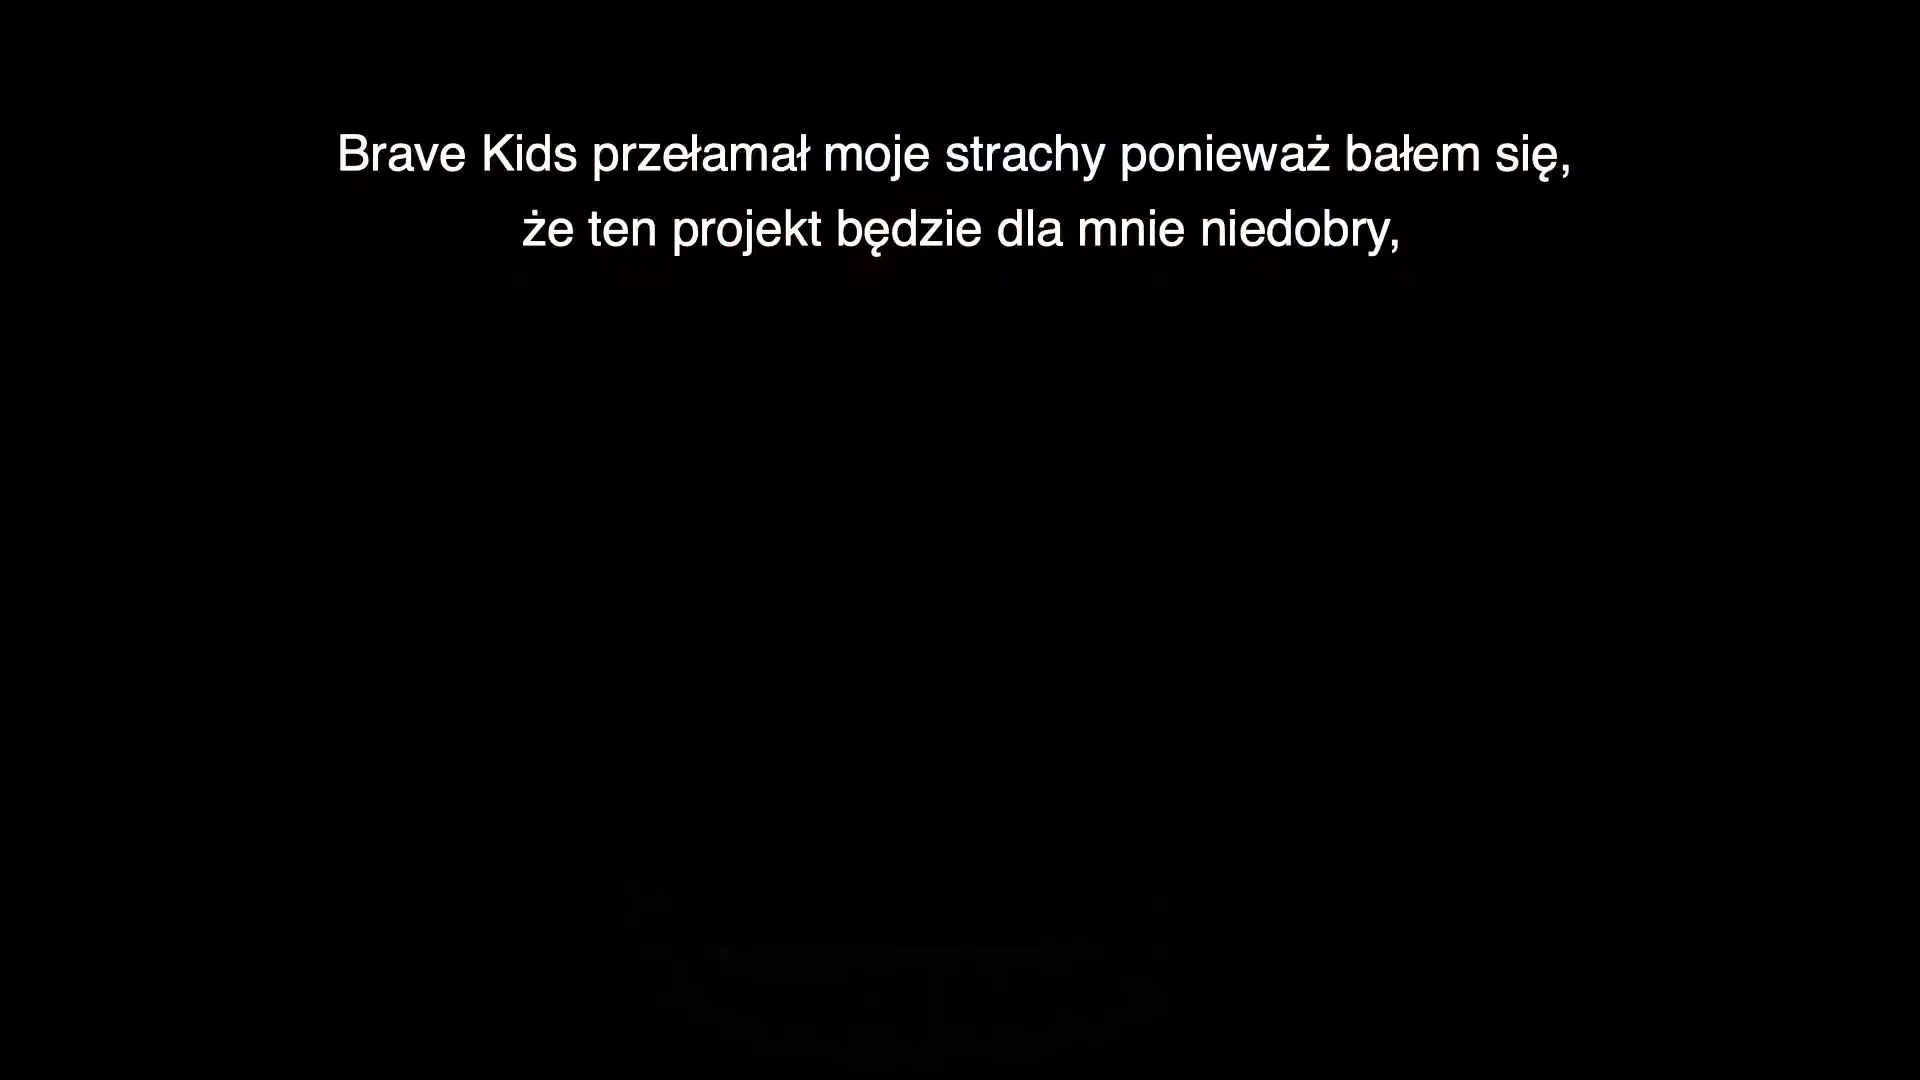 Brave Kids przełamał moje strachy ponieważ bałem się,
że ten projekt będzie dla mnie niedobry,